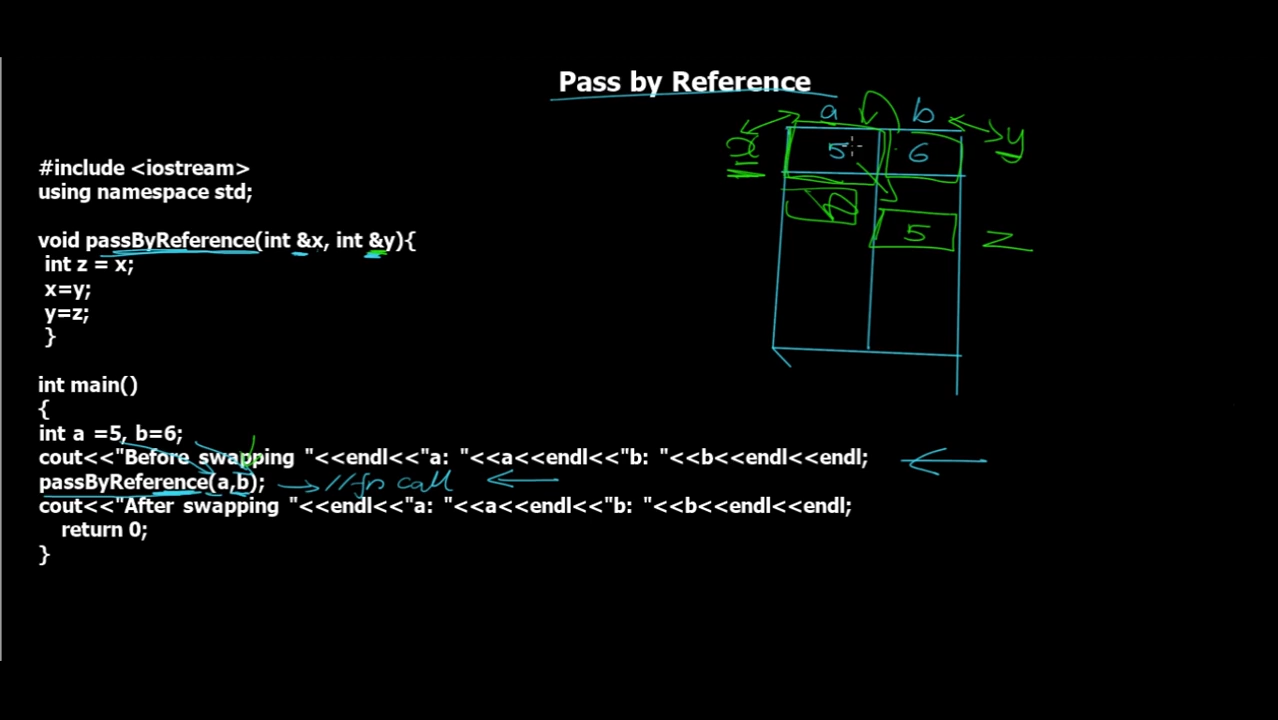 Pass by Reference
a b
x 5 6 y
5 z
#include <iostream>
using namespace std;
void passByReference(int &x, int &y){
int z = x;
x=y;
y=z;
}
int main()
{
int a =5, b=6;
cout<<"Before swapping "<<endl<<"a: "<<a<<endl<<"b: "<<b<<endl<<endl;
passByReference(a,b); //fn call
cout<<"After swapping "<<endl<<"a: "<<a<<endl<<"b: "<<b<<endl<<endl;
return 0;
}